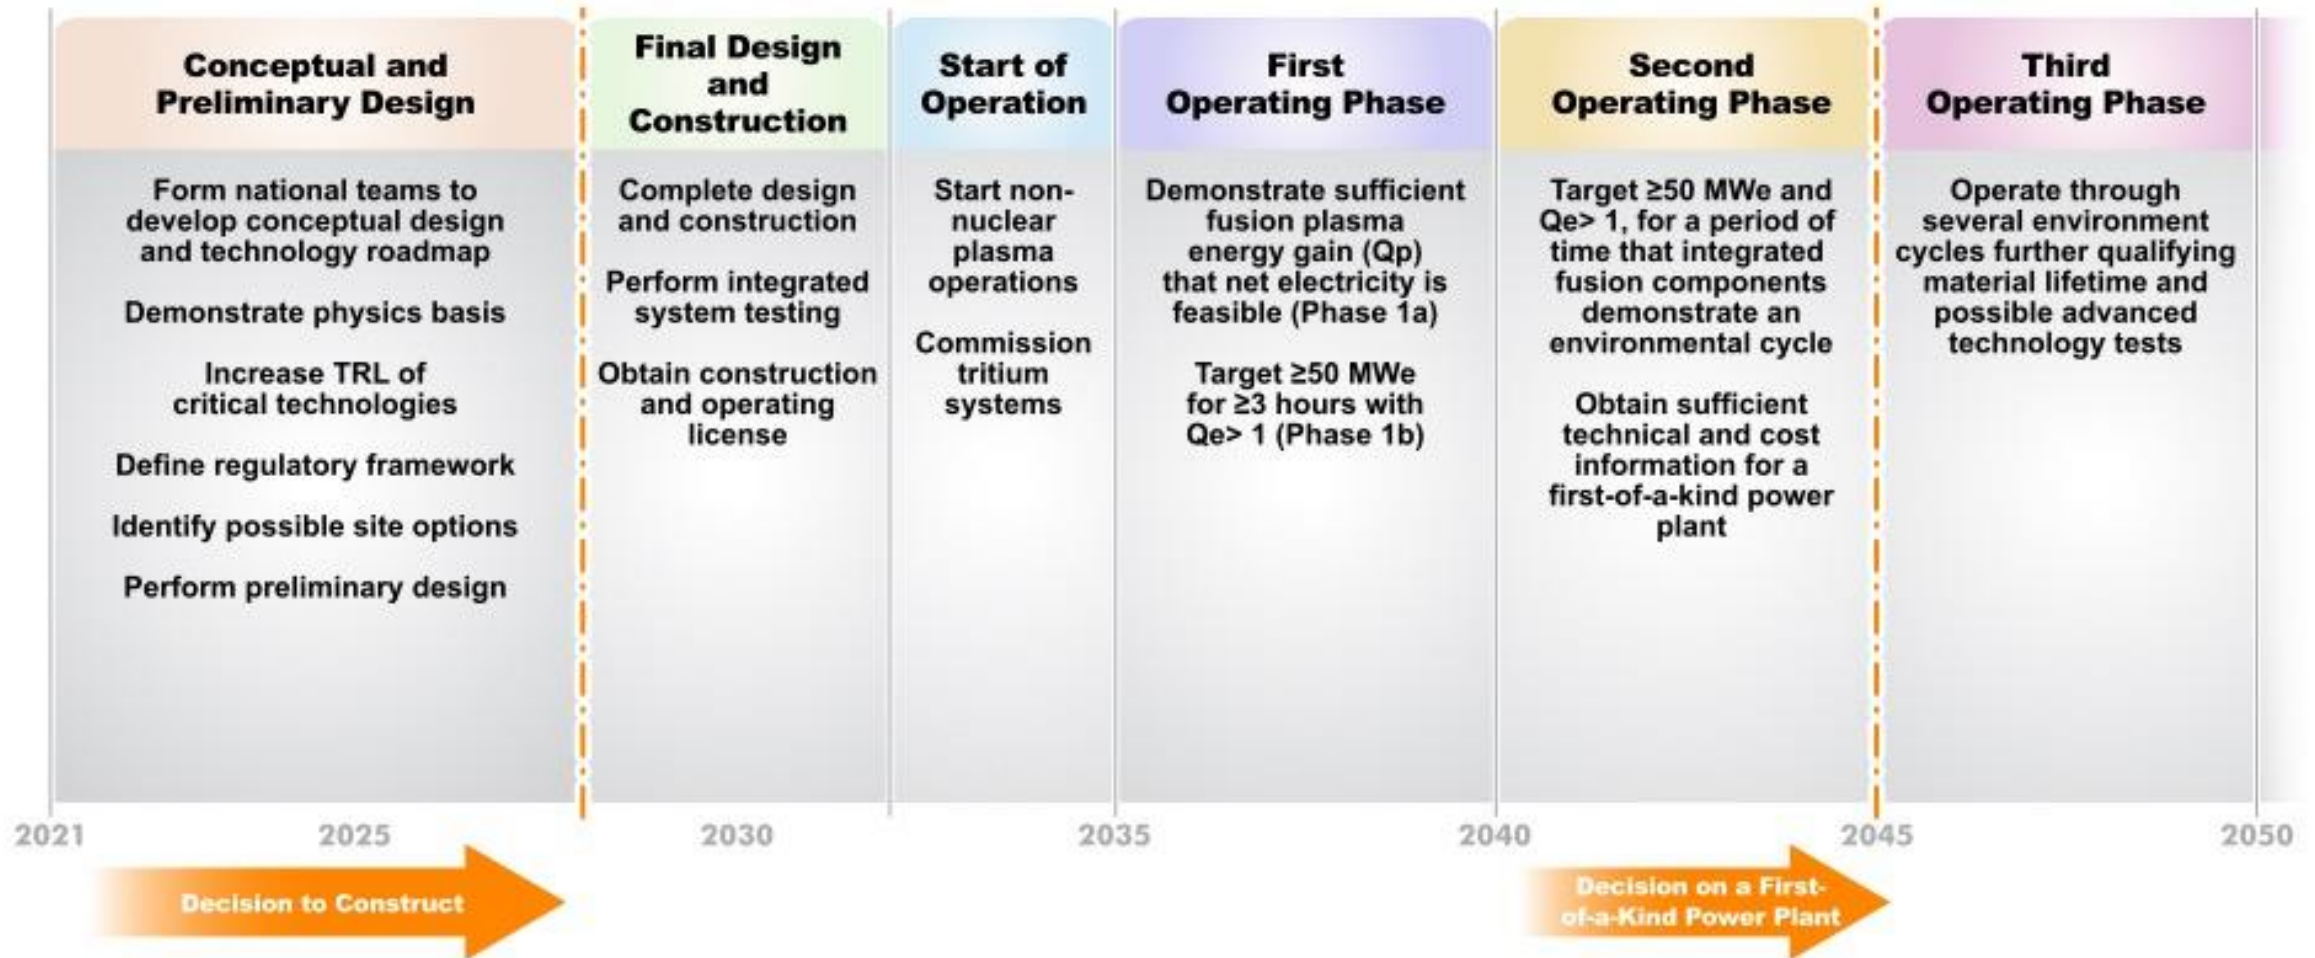 Conceptual and
Preliminary Design
Form national teams to
develop conceptual design
and technology roadmap
Demonstrate physics basis
Increase TRL of
critical technologies
Define regulatory framework
Identify possible site options
Perform preliminary design
Final Design
and
Construction
Complete design
and construction
Perform integrated
system testing
Obtain construction
and operating
license
Start of
Operation
Start non-
nuclear
plasma
operations
Commission
tritium
systems
First
Operating Phase
Demonstrate sufficient
fusion plasma
energy gain (Qp)
that net electricity is
feasible (Phase 1a)
Target ≥50 MWe
for ≥3 hours with
Qe> 1 (Phase 1b)
Second
Operating Phase
Target ≥50 MWe and
Qe> 1, for a period of
time that integrated
fusion components
demonstrate an
environmental cycle
Obtain sufficient
technical and cost
information for a
first-of-a-kind power
plant
Third
Operating Phase
Operate through
several environment
cycles further qualifying
material lifetime and
possible advanced
technology tests
2021 2025 2030 2035 2040 2045 2050
Decision to Construct
Decision on a First-
of-a-Kind Power Plant